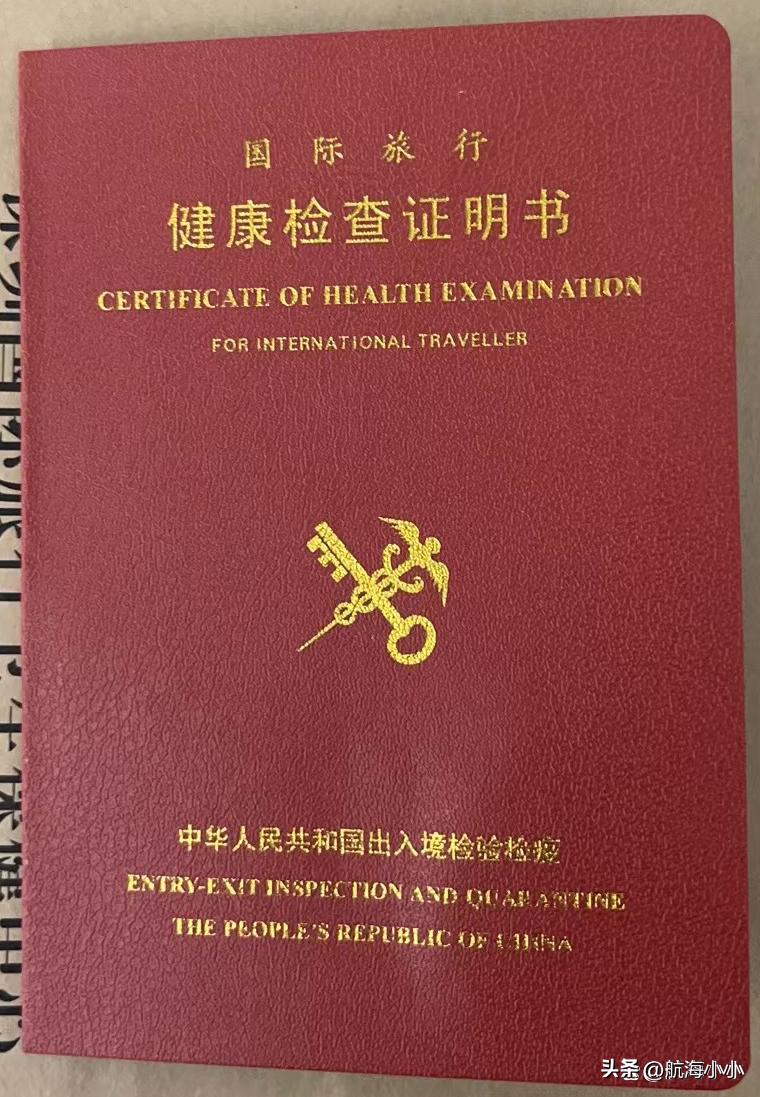 国际旅行
健康检查证明书
CERTIFICATE OF HEALTH EXAMINATION
FOR INTERNATIONAL TRAVELLER
中华人民共和国出入境检验检疫
ENTRY-EXIT INSPECTION AND QUARANTINE
THE PEOPLE'S REPUBLIC OF CHINA
头条 @航海小小